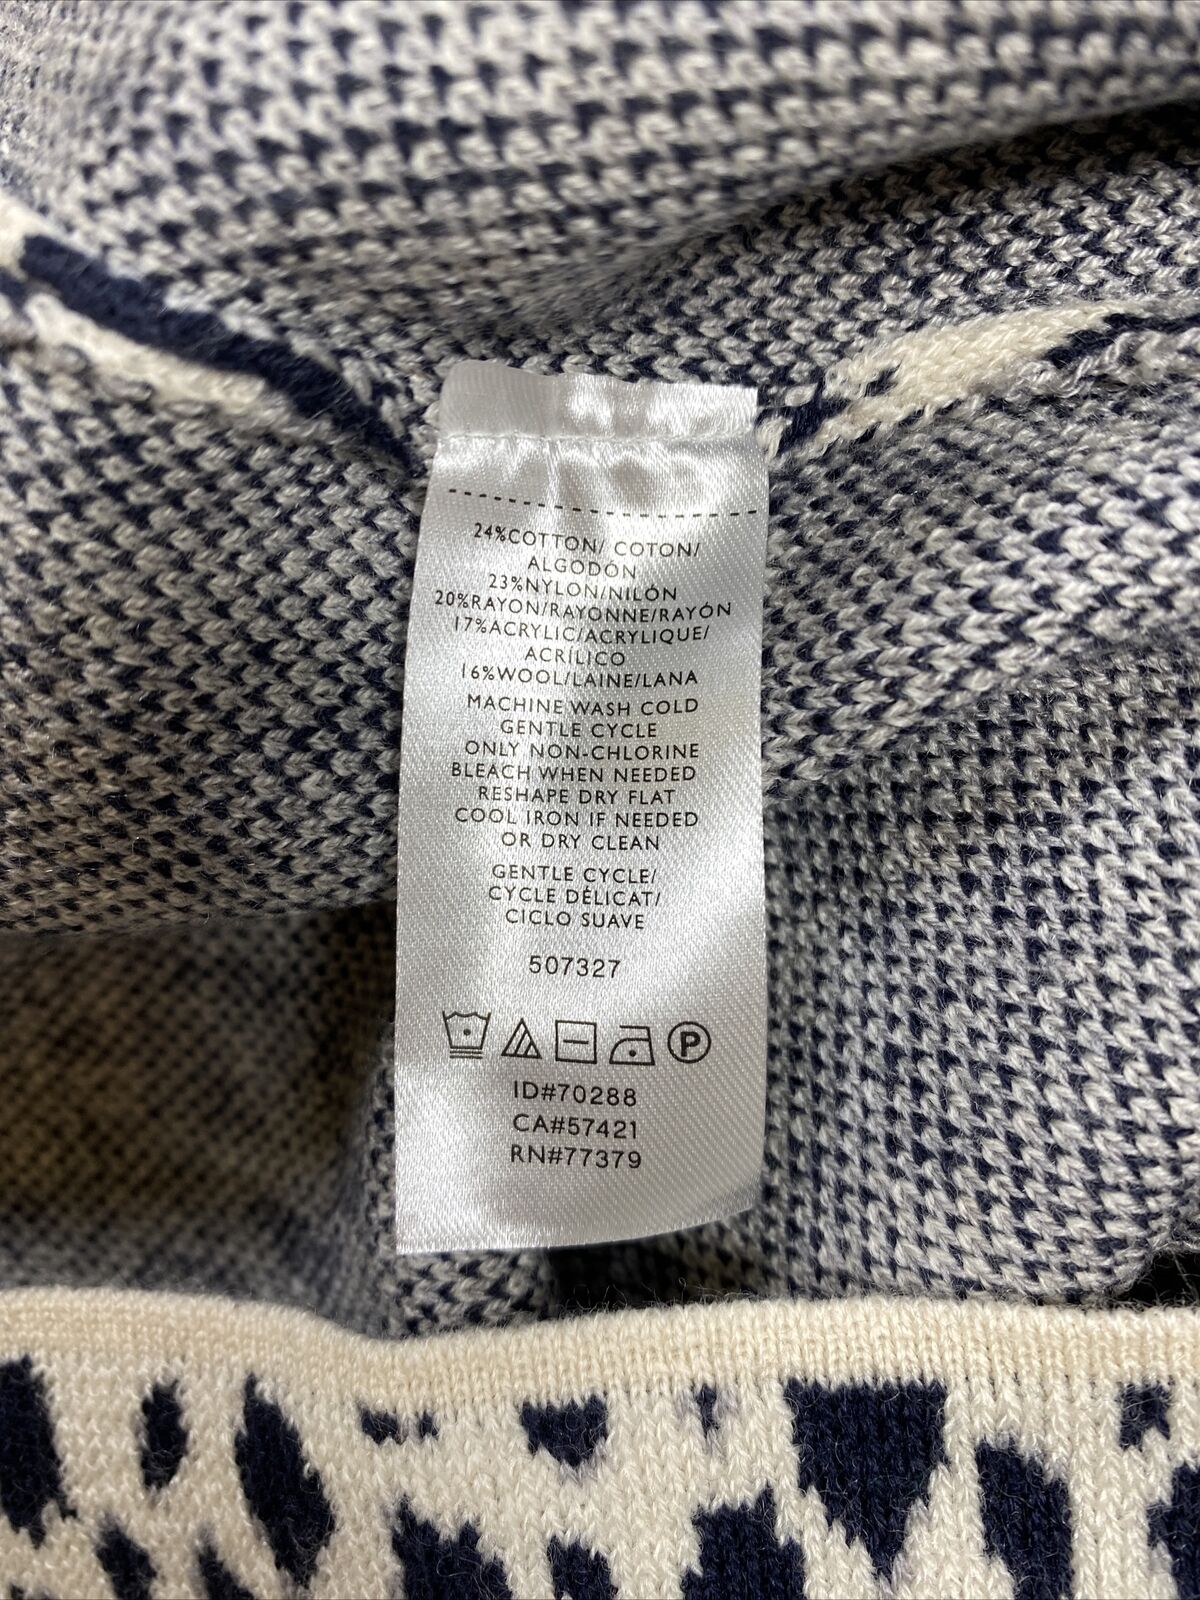 24%COTTON/ COTON/
ALGODÓN
23%NYLON/NILÓN
20%RAYON/RAYONNE/RAYÓN
17%ACRYLIC/ACRYLIQUE/
ACRÍLICO
16%WOOL/LAINE/LANA
MACHINE WASH COLD
GENTLE CYCLE
ONLY NON-CHLORINE
BLEACH WHEN NEEDED
RESHAPE DRY FLAT
COOL IRON IF NEEDED
OR DRY CLEAN
GENTLE CYCLE/
CYCLE DÉLICAT/
CICLO SUAVE
507327
P
ID#70288
CA#57421
RN#77379